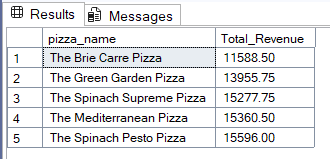 Results Messages
pizza_name Total_Revenue
1 The Brie Carre Pizza 11588.50
2 The Green Garden Pizza 13955.75
3 The Spinach Supreme Pizza 15277.75
4 The Mediterranean Pizza 15360.50
5 The Spinach Pesto Pizza 15596.00